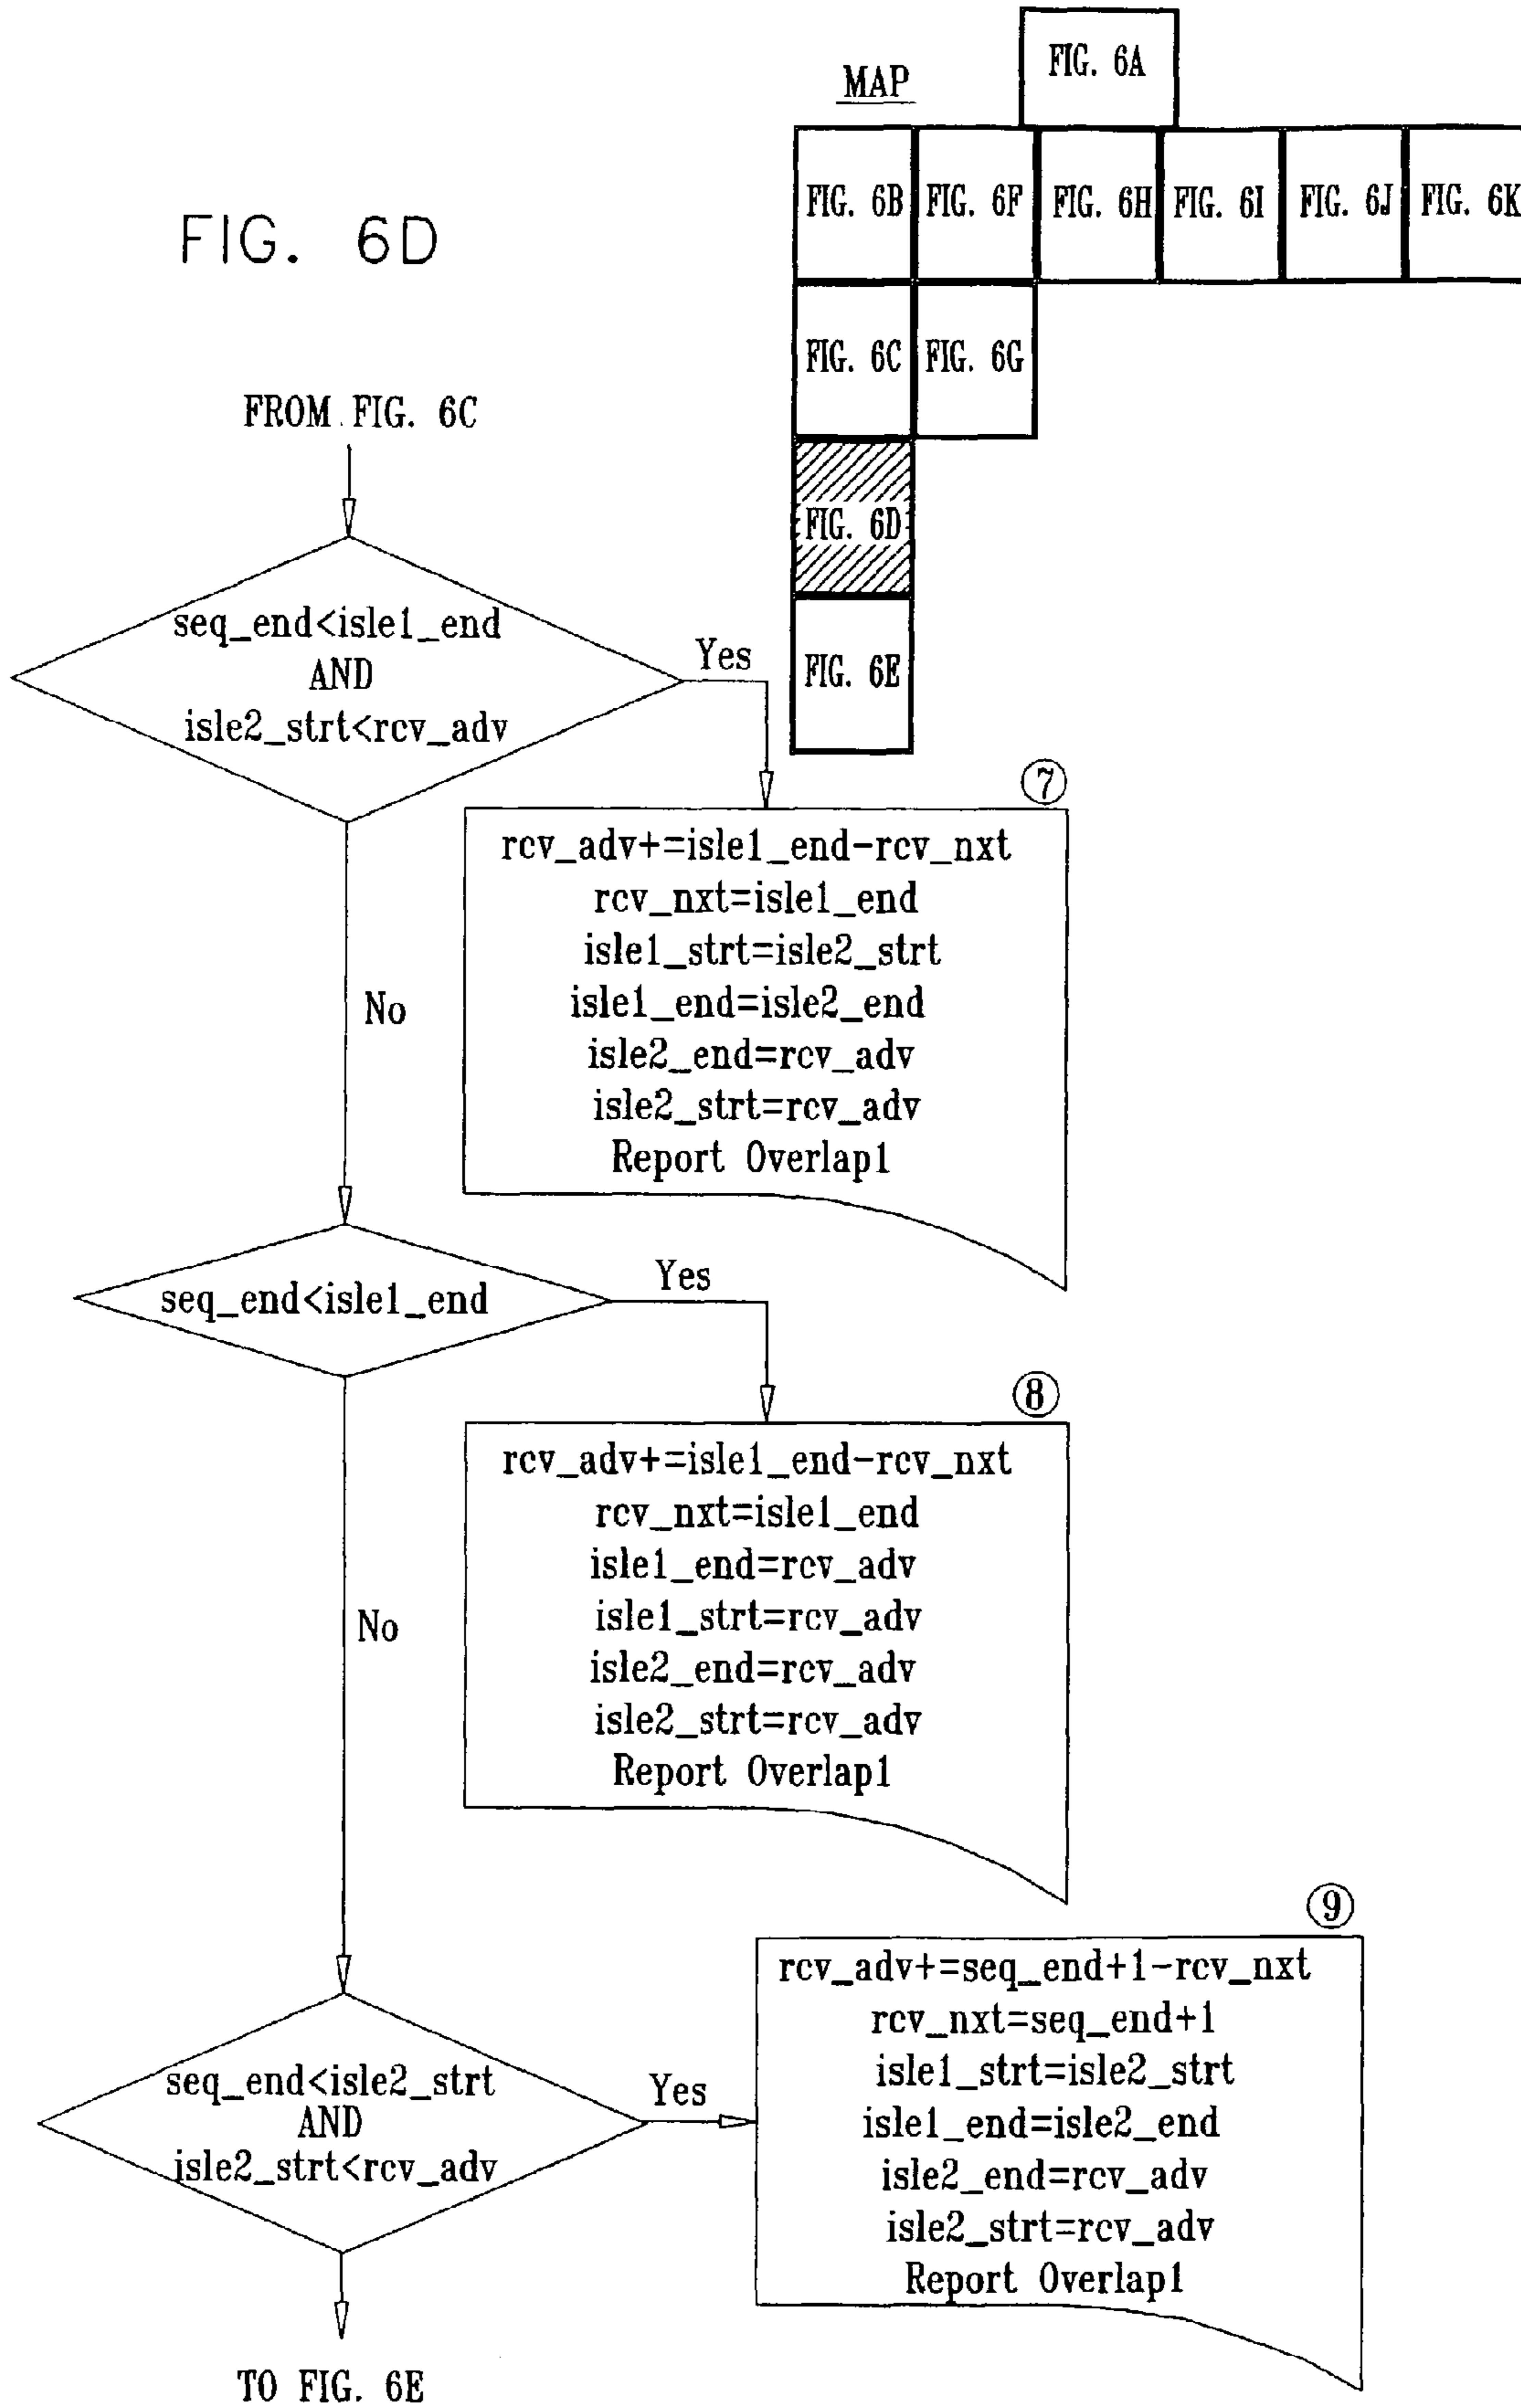 FIG. 6D
MAP
FIG. 6A
FIG. 6B
FIG. 6F
FIG. 6H
FIG. 6I
FIG. 6J
FIG. 6K
FIG. 6C
FIG. 6G
FIG. 6D
FIG. 6E
FROM FIG. 6C
seq_end<isle1_end
AND
isle2_strt<rcv_adv
Yes
No
7
rcv_adv+=isle1_end-rcv_nxt
rcv_nxt=isle1_end
isle1_strt=isle2_strt
isle1_end=isle2_end
isle2_end=rcv_adv
isle2_strt=rcv_adv
Report Overlap1
seq_end<isle1_end
Yes
No
8
rcv_adv+=isle1_end-rcv_nxt
rcv_nxt=isle1_end
isle1_end=rcv_adv
isle1_strt=rcv_adv
isle2_end=rcv_adv
isle2_strt=rcv_adv
Report Overlap1
seq_end<isle2_strt
AND
isle2_strt<rcv_adv
Yes
9
rcv_adv+=seq_end+1-rcv_nxt
rcv_nxt=seq_end+1
isle1_strt=isle2_strt
isle1_end=isle2_end
isle2_end=rcv_adv
isle2_strt=rcv_adv
Report Overlap1
TO FIG. 6E